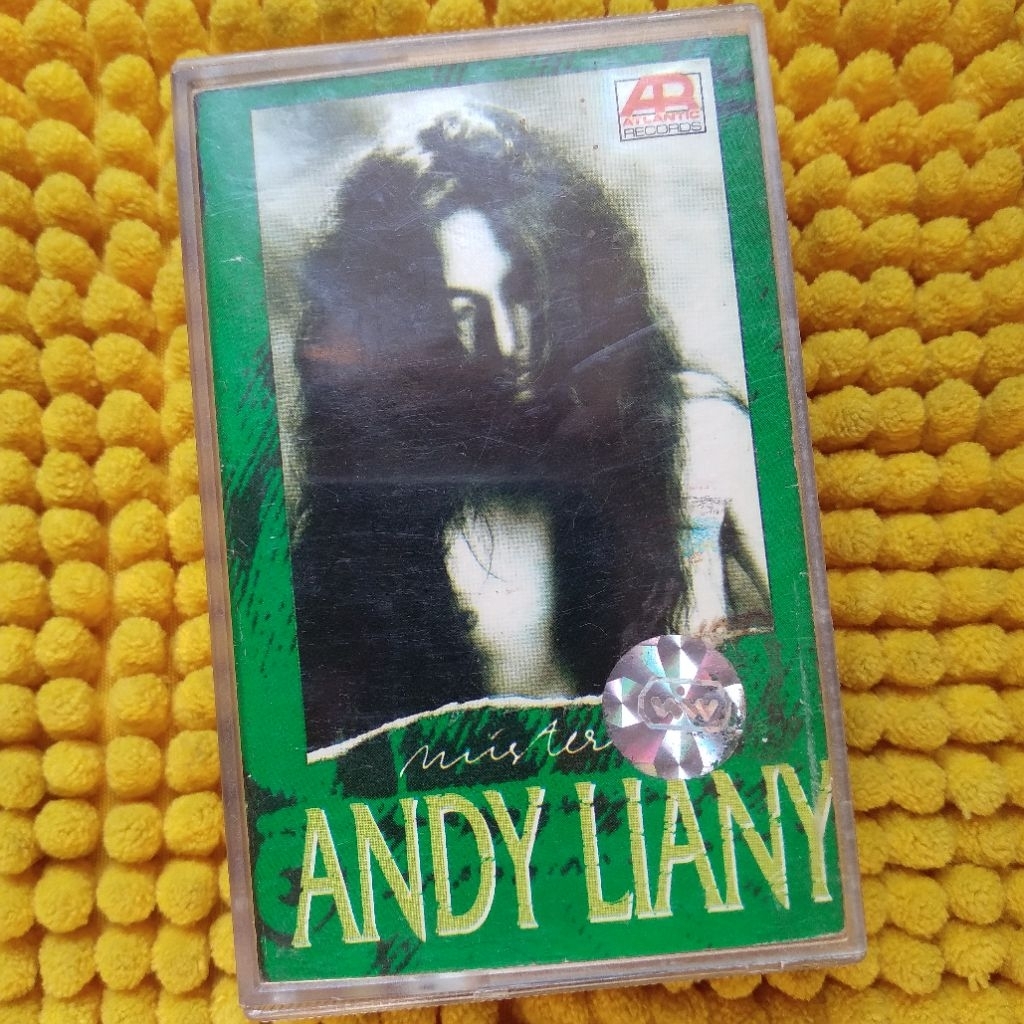 AR
ATLANTIC
RECORDS
mister
ANDY LIANY